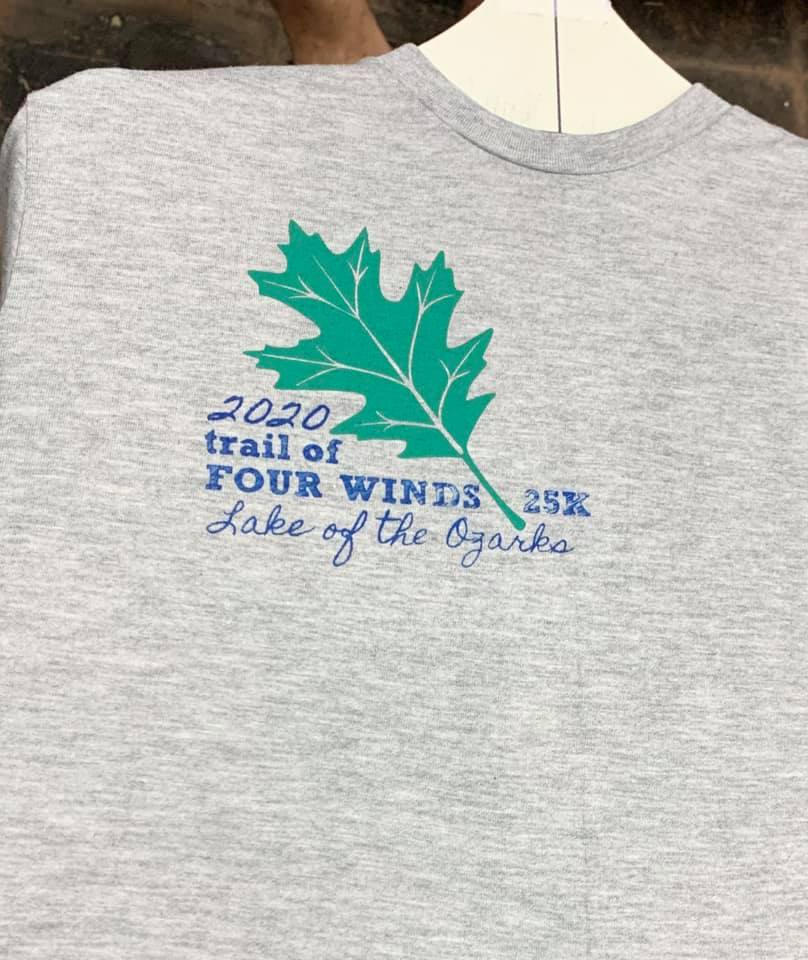 2020
trail of
FOUR WINDS 25K
Lake of the Ozarks